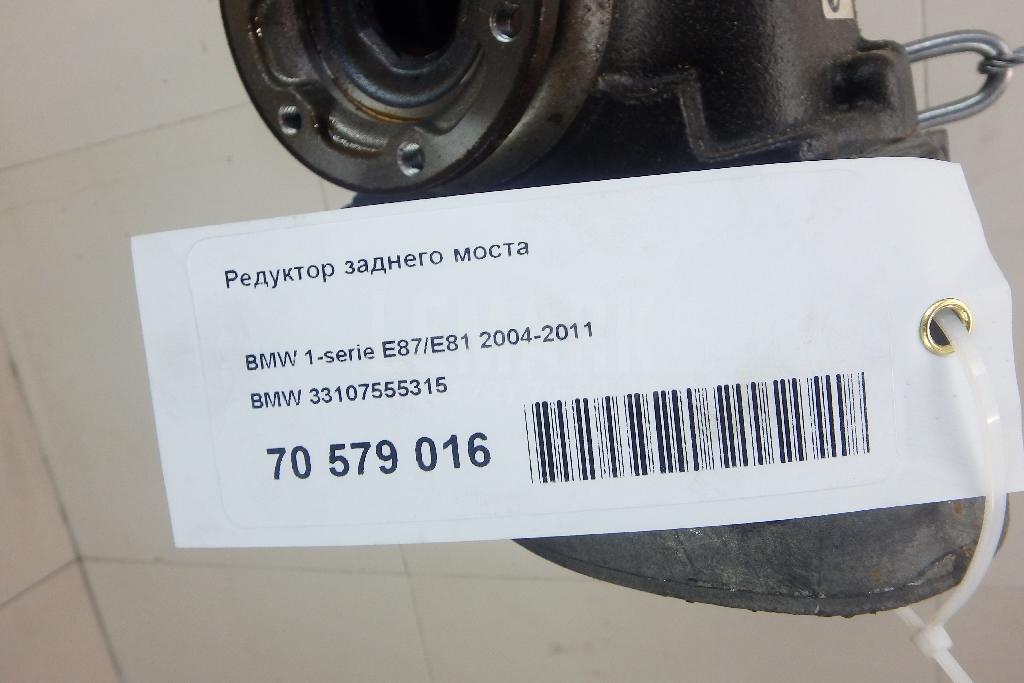 Редуктор заднего моста
BMW 1-serie E87/E81 2004-2011
BMW 33107555315
70 579 016